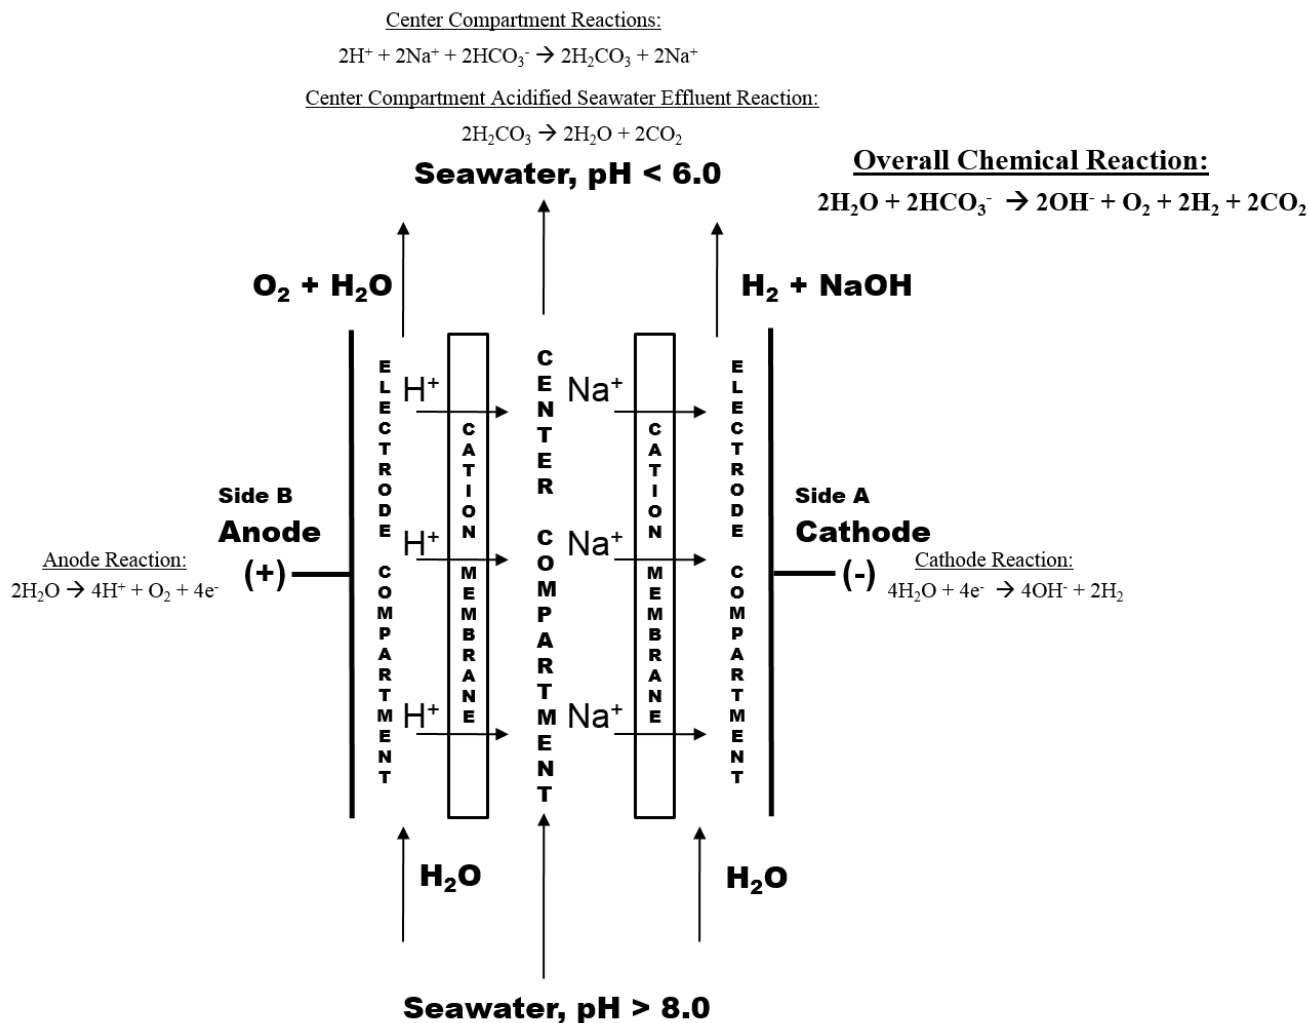 Center Compartment Reactions:
2H⁺ + 2Na⁺ + 2HCO₃⁻ → 2H₂CO₃ + 2Na⁺
Center Compartment Acidified Seawater Effluent Reaction:
2H₂CO₃ → 2H₂O + 2CO₂
Seawater, pH < 6.0
Overall Chemical Reaction:
2H₂O + 2HCO₃⁻ → 2OH⁻ + O₂ + 2H₂ + 2CO₂
O₂ + H₂O
H₂ + NaOH
ELECTRODE COMPARTMENT
H⁺
H⁺
H⁺
CATION MEMBRANE
CENTER COMPARTMENT
Na⁺
Na⁺
Na⁺
CATION MEMBRANE
ELECTRODE COMPARTMENT
Side B
Anode
(+)
Anode Reaction:
2H₂O → 4H⁺ + O₂ + 4e⁻
Side A
Cathode
(-)
Cathode Reaction:
4H₂O + 4e⁻ → 4OH⁻ + 2H₂
H₂O
H₂O
Seawater, pH > 8.0